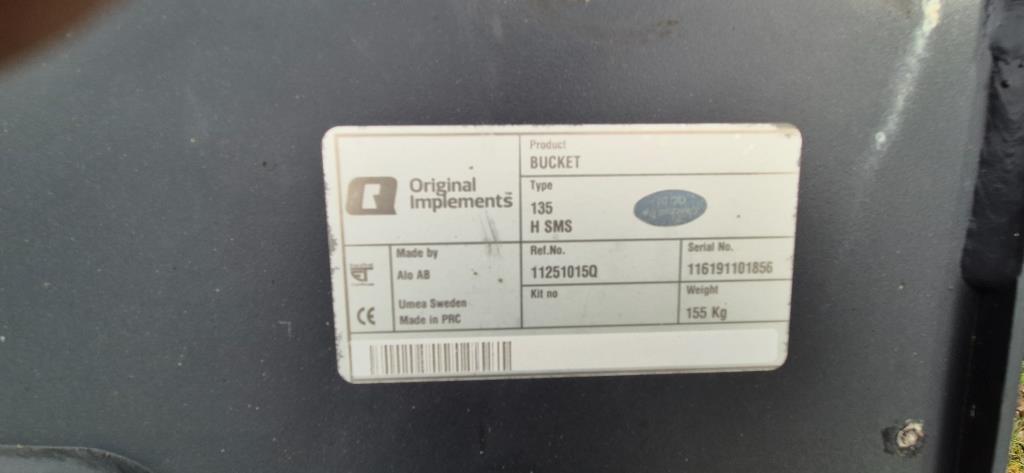 Original
Implements™
Product
BUCKET
Type
135
H SMS
Made by
Alo AB
Umea Sweden
Made in PRC
CE
Ref.No.
11251015Q
Serial No.
116191101856
Kit no
Weight
155 Kg